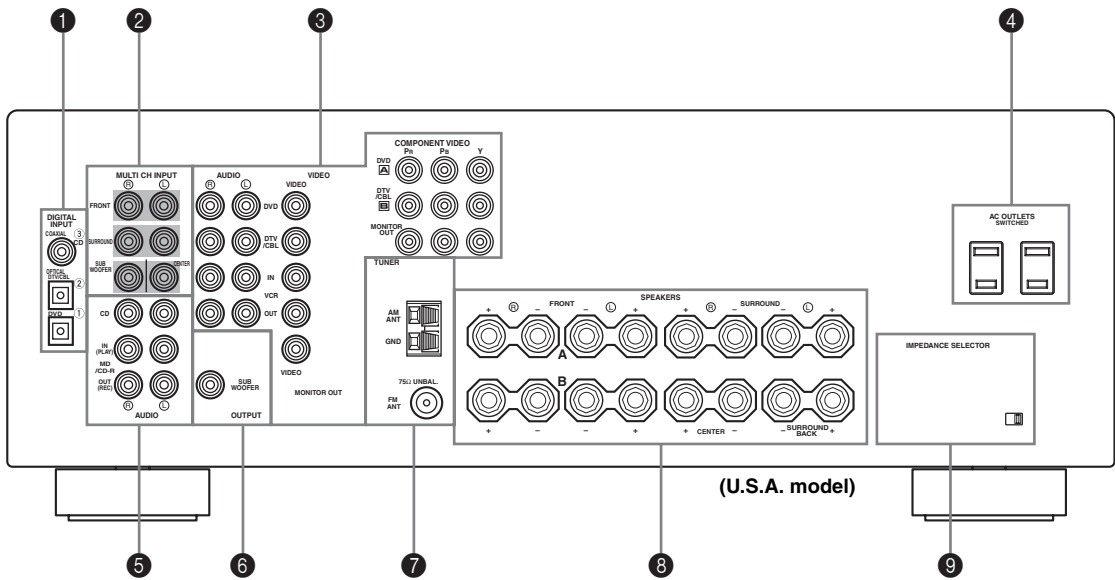 1 2 3 4
COMPONENT VIDEO
PR PB Y
DVD
A
DTV
/CBL
B
MONITOR
OUT
MULTI CH INPUT
R L
FRONT
SURROUND
SUB
WOOFER
CENTER
AUDIO
R L
VIDEO
VIDEO
DVD
DTV
/CBL
IN
VCR
OUT
VIDEO
MONITOR OUT
DIGITAL
INPUT
COAXIAL
3
CD
OPTICAL
DTV/CBL
2
DVD
1
CD
IN
(PLAY)
MD
/CD-R
OUT
(REC)
R L
AUDIO
SUB
WOOFER
OUTPUT
TUNER
AM
ANT
GND
75Ω UNBAL.
FM
ANT
SPEAKERS
+ R – FRONT – L + + R – SURROUND – L +
A
B
+ – – + + CENTER – – SURROUND +
BACK
AC OUTLETS
SWITCHED
IMPEDANCE SELECTOR
(U.S.A. model)
5 6 7 8 9